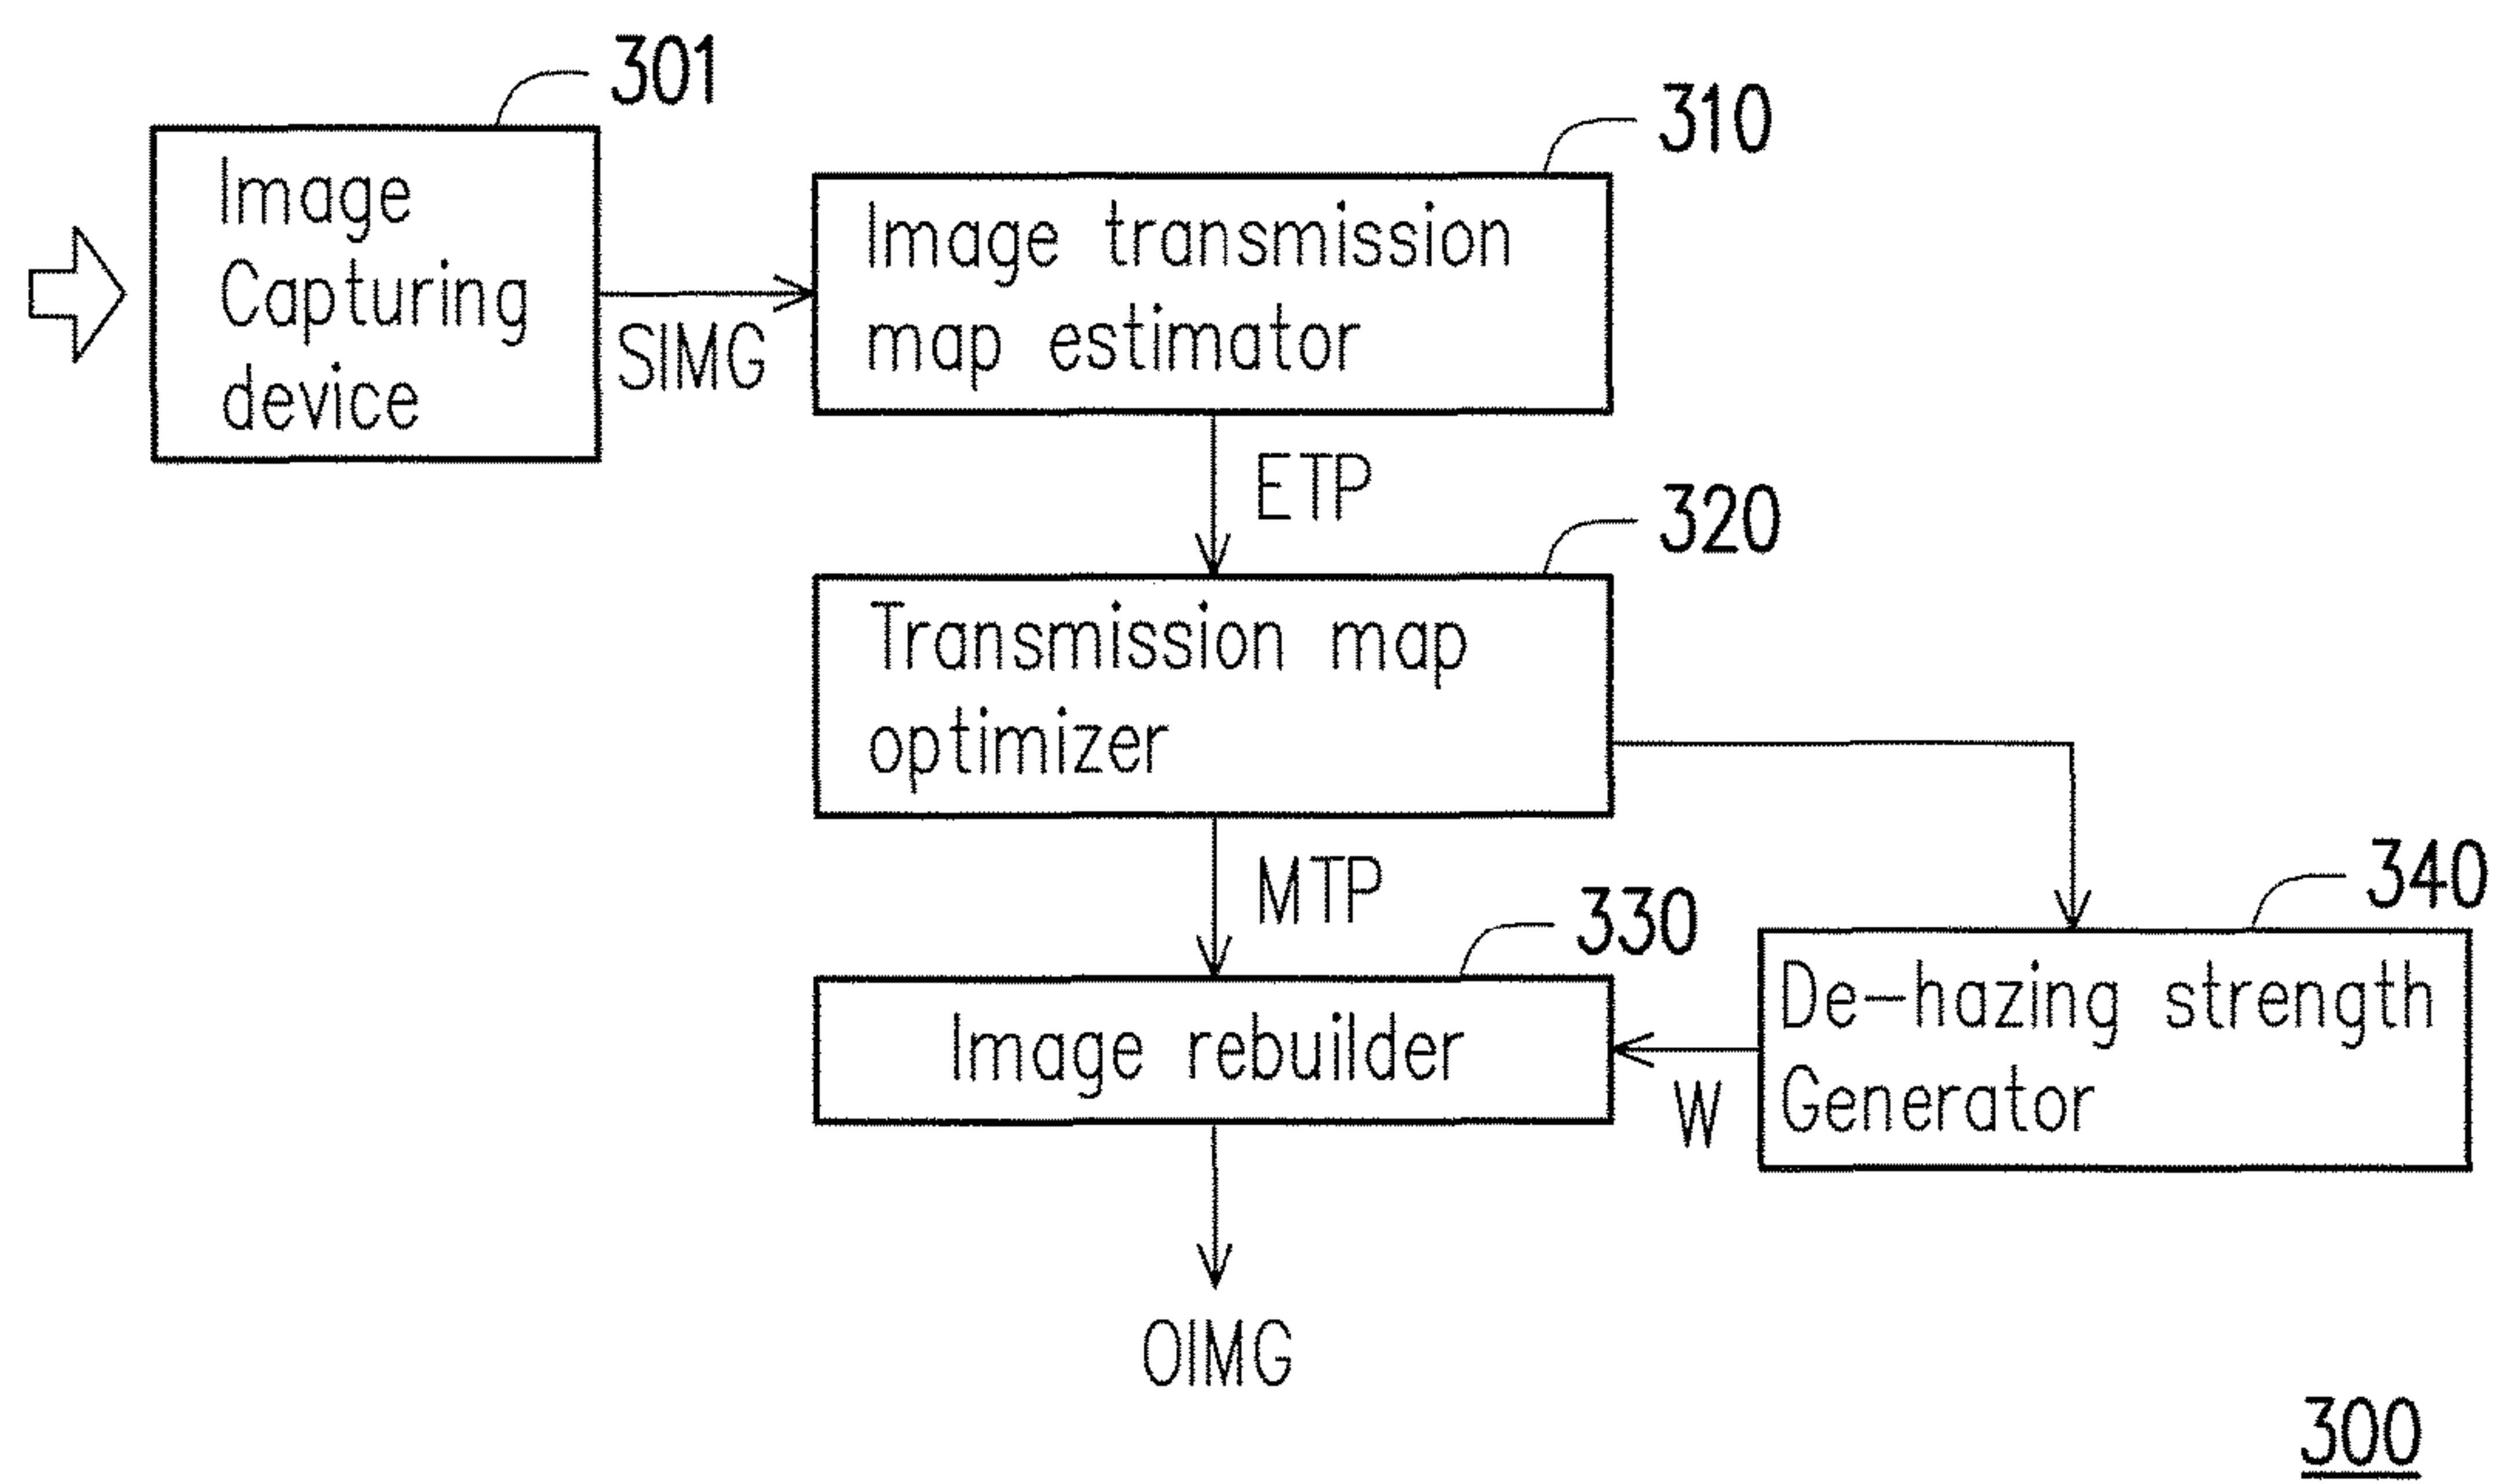 301
Image
Capturing
device
SIMG
310
Image transmission
map estimator
ETP
320
Transmission map
optimizer
MTP
330
Image rebuilder
340
De-hazing strength
Generator
W
OIMG
300